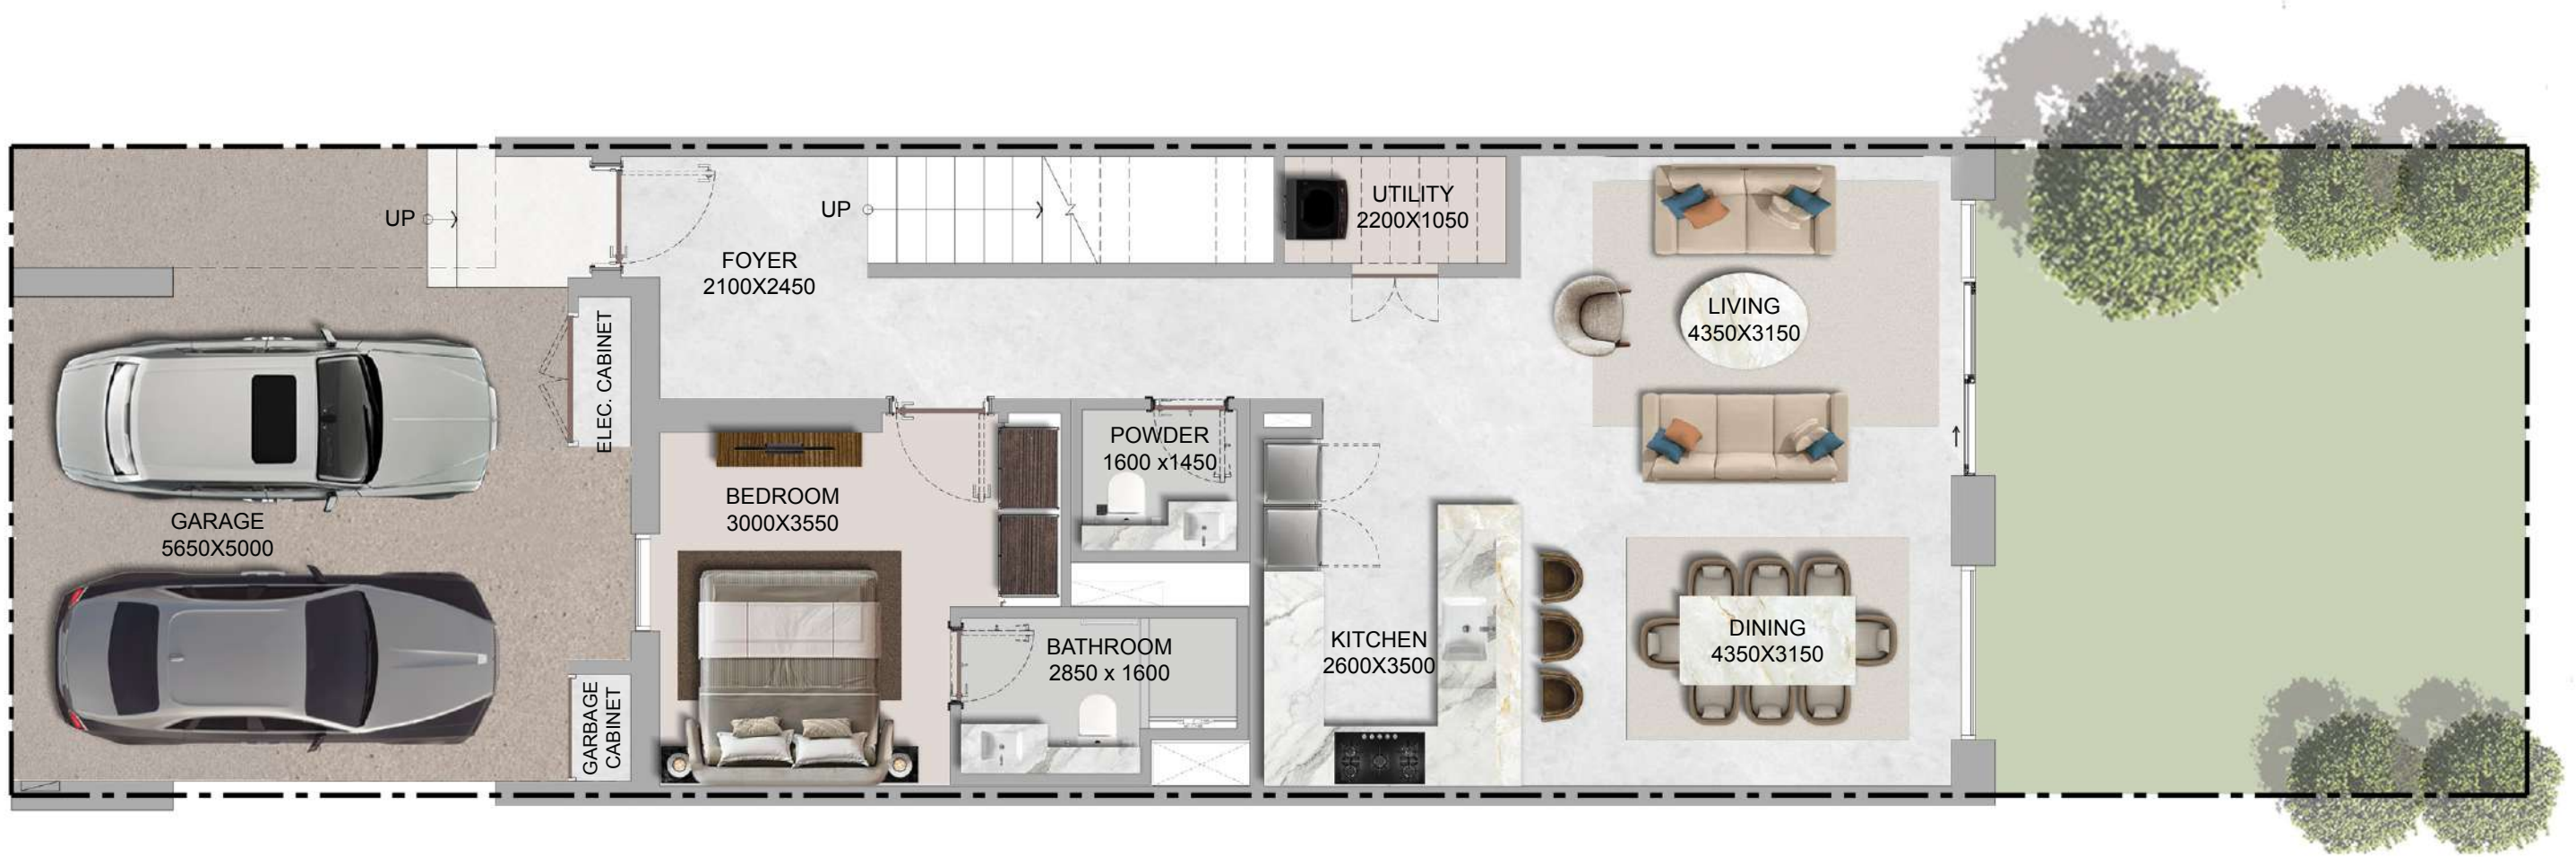 UP
FOYER
2100X2450
UP
UTILITY
2200X1050
LIVING
4350X3150
ELEC. CABINET
GARAGE
5650X5000
BEDROOM
3000X3550
POWDER
1600 x1450
BATHROOM
2850 x 1600
KITCHEN
2600X3500
DINING
4350X3150
GARBAGE
CABINET